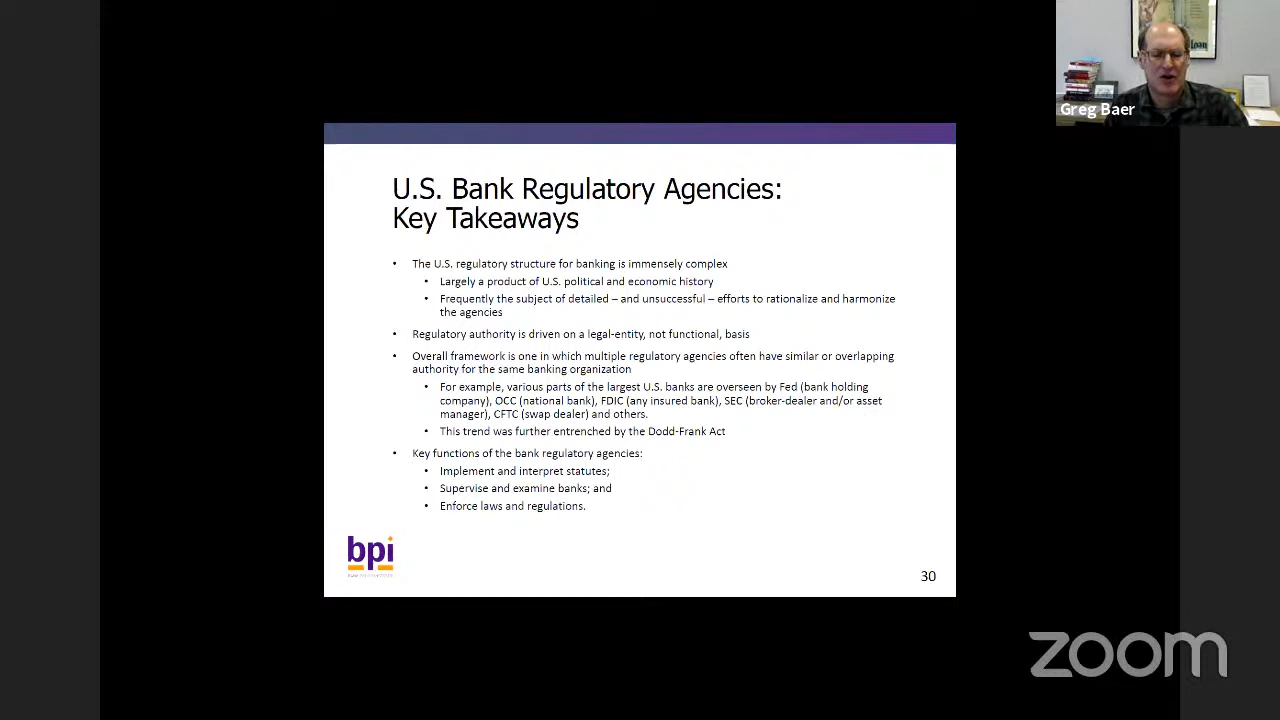 loan
Greg Baer
U.S. Bank Regulatory Agencies:
Key Takeaways
• The U.S. regulatory structure for banking is immensely complex
• Largely a product of U.S. political and economic history
• Frequently the subject of detailed – and unsuccessful – efforts to rationalize and harmonize
the agencies
• Regulatory authority is driven on a legal-entity, not functional, basis
• Overall framework is one in which multiple regulatory agencies often have similar or overlapping
authority for the same banking organization
• For example, various parts of the largest U.S. banks are overseen by Fed (bank holding
company), OCC (national bank), FDIC (any insured bank), SEC (broker-dealer and/or asset
manager), CFTC (swap dealer) and others.
• This trend was further entrenched by the Dodd-Frank Act
• Key functions of the bank regulatory agencies:
• Implement and interpret statutes;
• Supervise and examine banks; and
• Enforce laws and regulations.
bpi
30
zoom